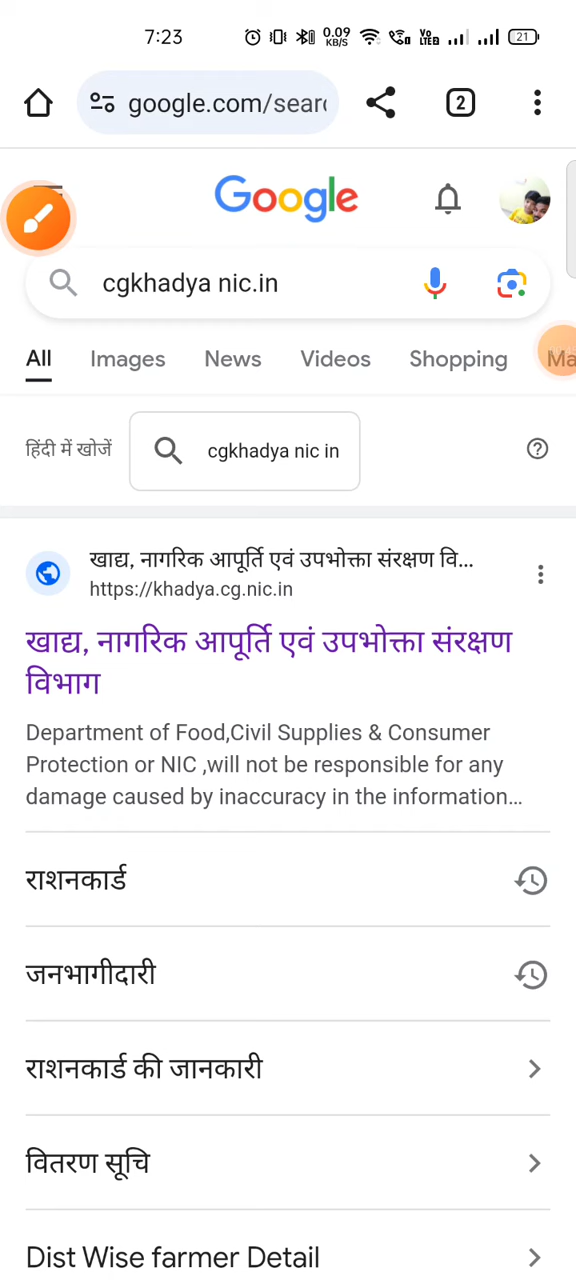 7:23 0.09 KB/S Vo LTE2 21
google.com/sear
2
Google
cgkhadya nic.in
All Images News Videos Shopping Ma
हिंदी में खोजें cgkhadya nic in
खाद्य, नागरिक आपूर्ति एवं उपभोक्ता संरक्षण वि...
https://khadya.cg.nic.in
खाद्य, नागरिक आपूर्ति एवं उपभोक्ता संरक्षण
विभाग
Department of Food,Civil Supplies & Consumer
Protection or NIC ,will not be responsible for any
damage caused by inaccuracy in the information...
राशनकार्ड
जनभागीदारी
राशनकार्ड की जानकारी
वितरण सूचि
Dist Wise farmer Detail